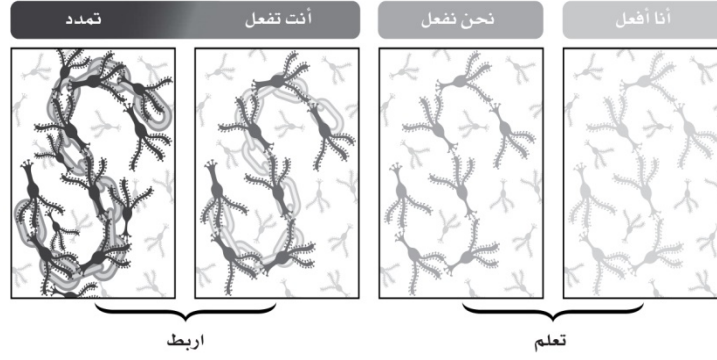 أنا أفعل
نحن نفعل
أنت تفعل
تمدد
تعلم
اربط